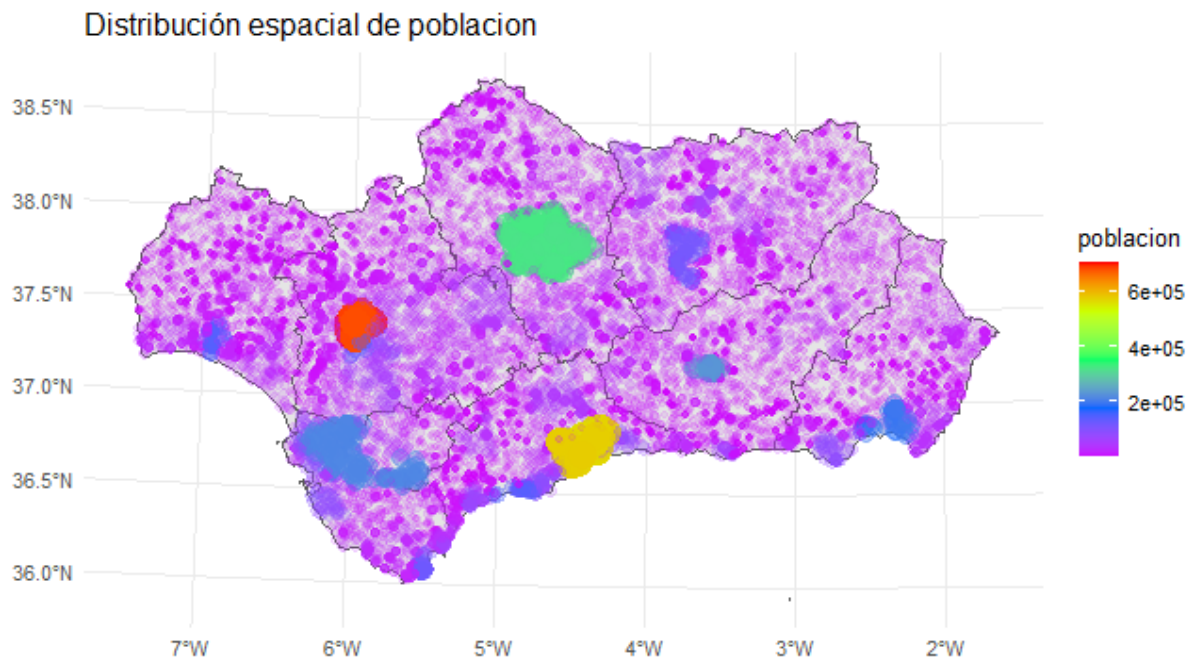 Distribución espacial de poblacion
38.5°N
38.0°N
37.5°N
37.0°N
36.5°N
36.0°N
7°W
6°W
5°W
4°W
3°W
2°W
poblacion
6e+05
4e+05
2e+05